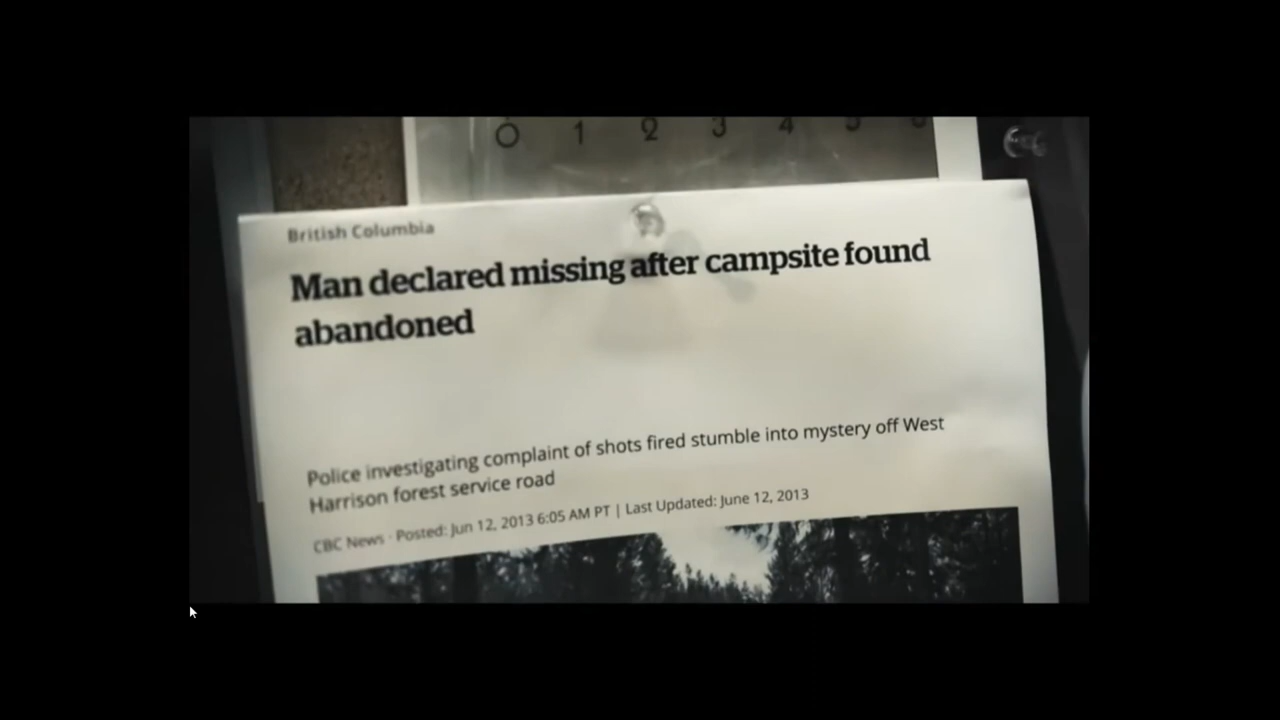 0 1 2 3 4 5 6
British Columbia
Man declared missing after campsite found
abandoned
Police investigating complaint of shots fired stumble into mystery off West
Harrison forest service road
CBC News · Posted: Jun 12, 2013 6:05 AM PT | Last Updated: June 12, 2013